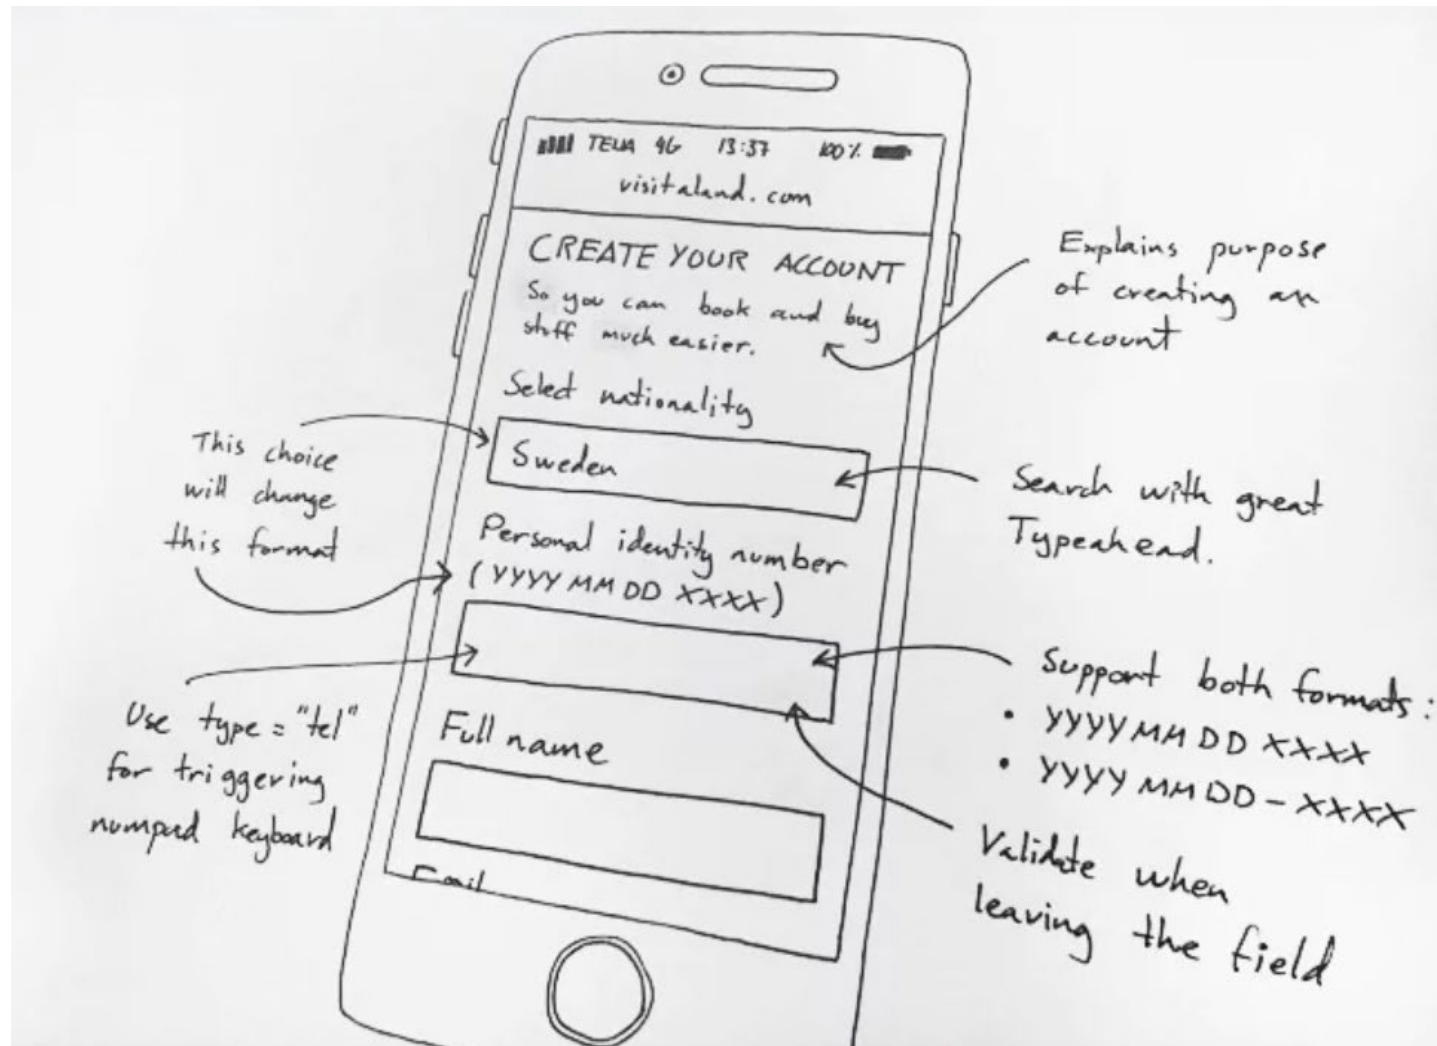 TELIA 4G 13:37 100%
visitaland.com
CREATE YOUR ACCOUNT
So you can book and buy
stuff much easier.
Select nationality
Sweden
Personal identity number
(YYYYMMDD XXXX)
Full name
Email
Explains purpose
of creating an
account
This choice
will change
this format
Search with great
Typeahead.
Use type="tel"
for triggering
numpad keyboard
Support both formats:
• YYYYMMDDXXXX
• YYYYMMDD-XXXX
Validate when
leaving the field